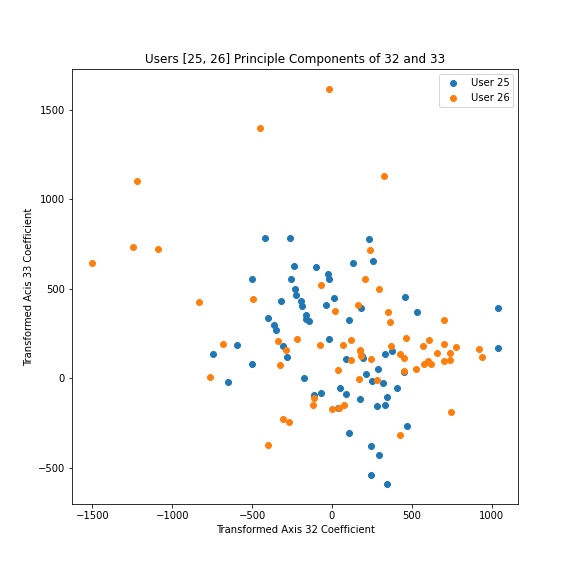 Users [25, 26] Principle Components of 32 and 33
User 25
User 26
1500
1000
500
0
−500
Transformed Acis 33 Coefficient
−1500
−1000
−500
0
500
1000
Transformed Axis 32 Coefficient